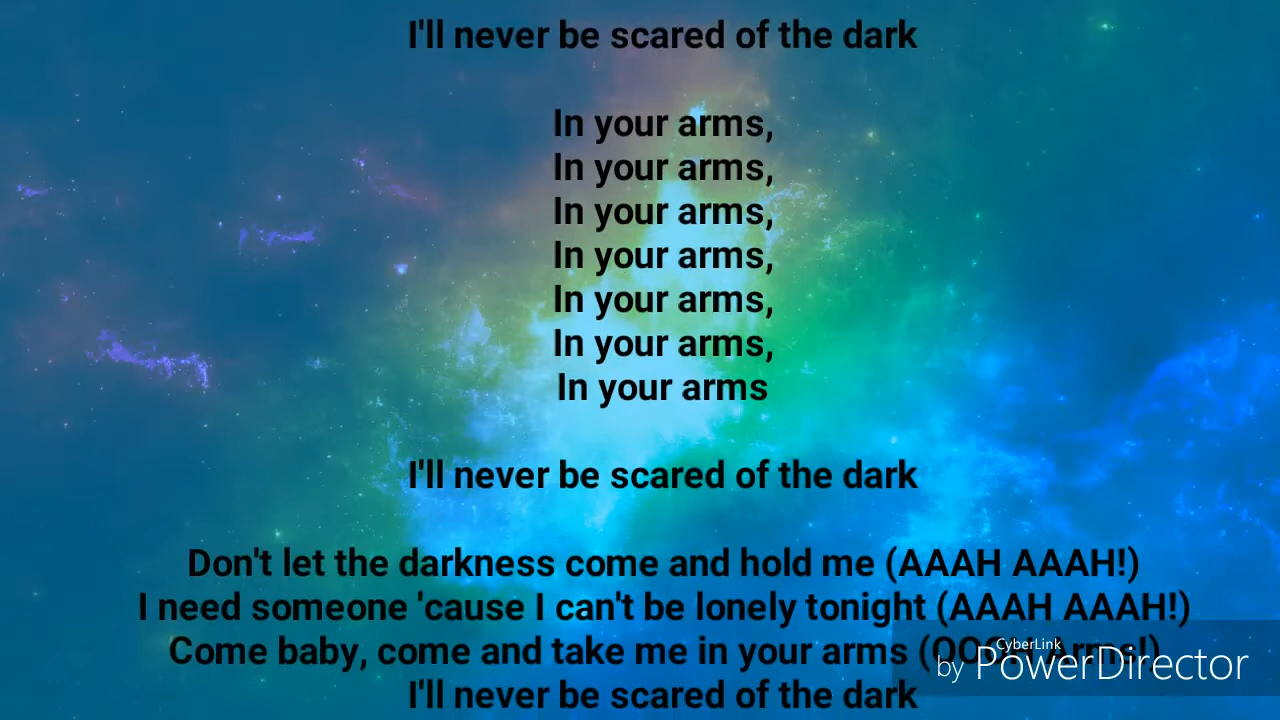 I'll never be scared of the dark
In your arms,
In your arms,
In your arms,
In your arms,
In your arms,
In your arms,
In your arms
I'll never be scared of the dark
Don't let the darkness come and hold me (AAAH AAAH!)
I need someone 'cause I can't be lonely tonight (AAAH AAAH!)
Come baby, come and take me in your arms
I'll never be scared of the dark
CyberLink
by PowerDirector